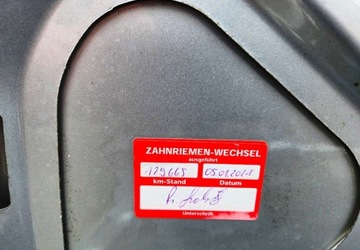 ZAHNRIEMEN-WECHSEL
ausgeführt
129665 05.01.2021
km-Stand Datum
Unterschrift